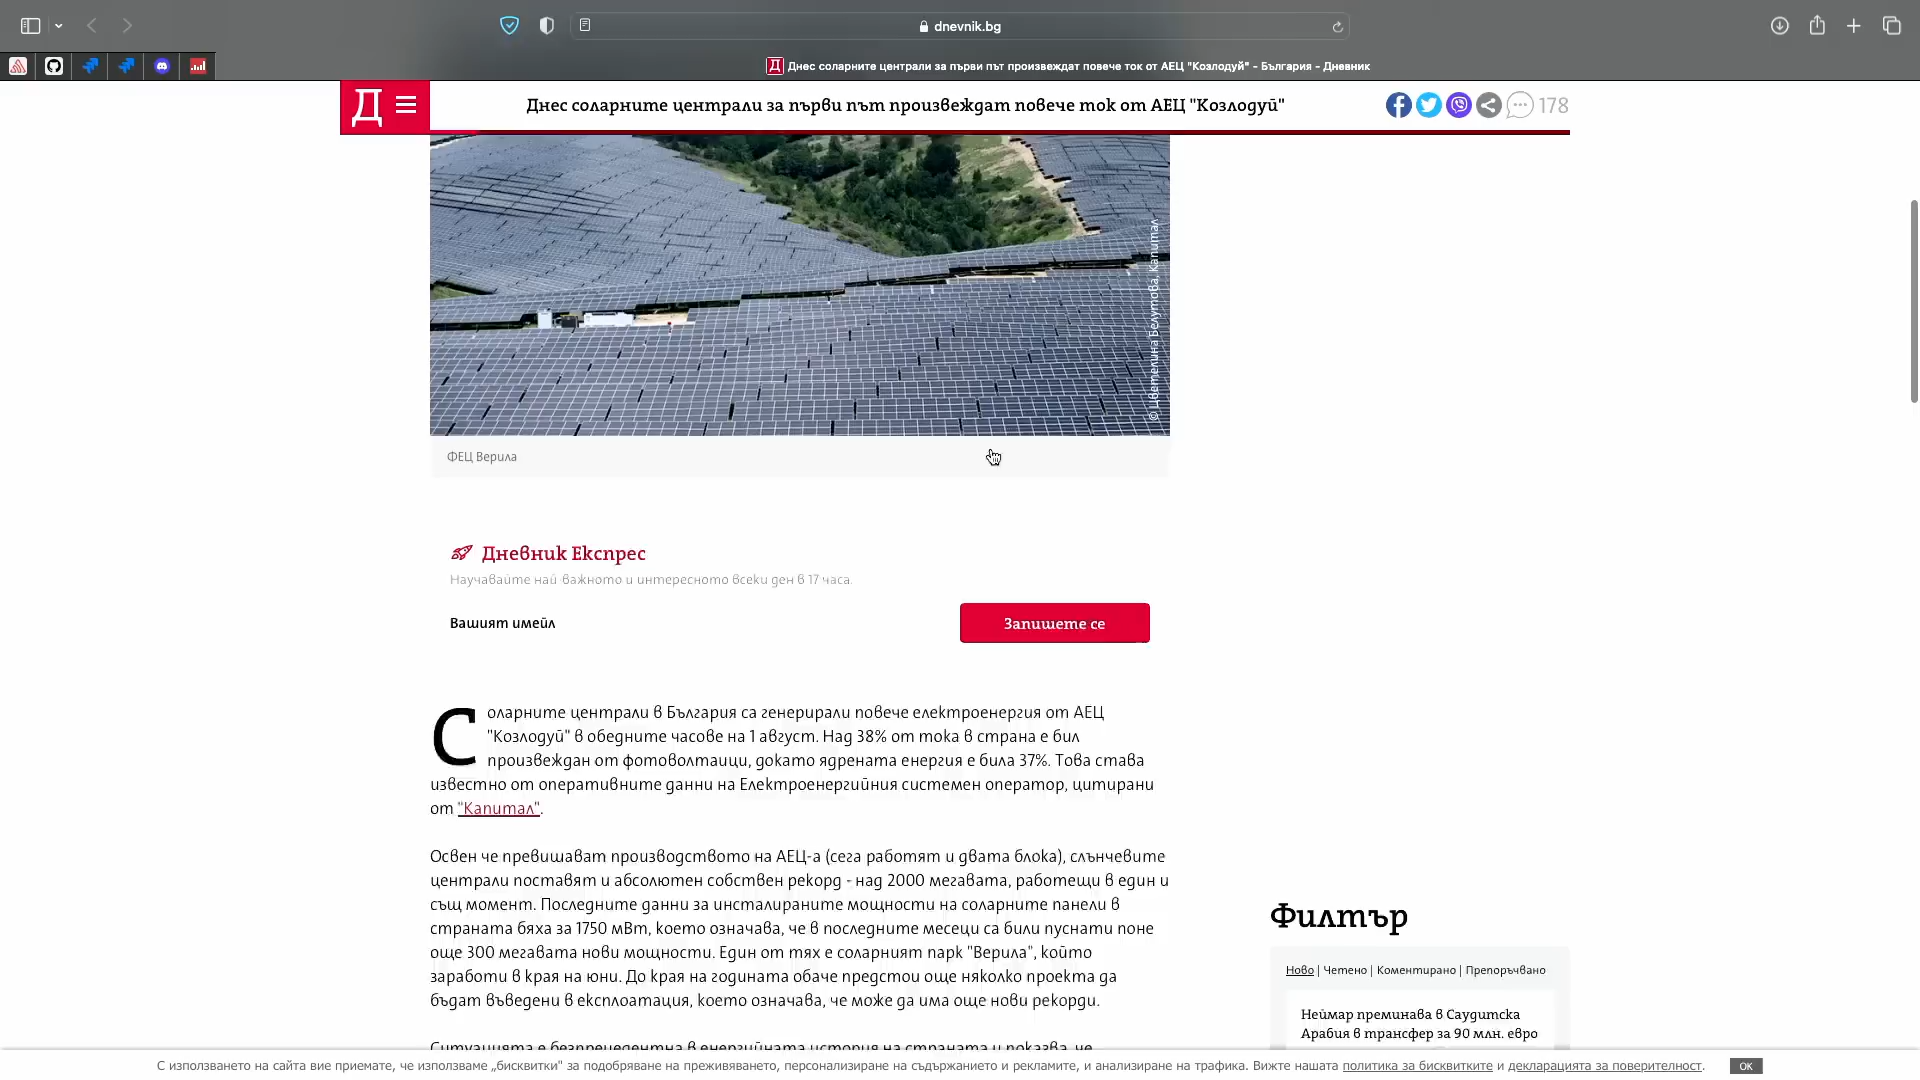 dnevnik.bg
Днес соларните централи за първи път произвеждат повече ток от АЕЦ "Козлодуй" - България - Дневник
Д
Днес соларните централи за първи път произвеждат повече ток от АЕЦ "Козлодуй"
178
© Цветелина Белутова, Капитал
ФЕЦ Верила
Дневник Експрес
Научавайте най-важното и интересното всеки ден в 17 часа.
Вашият имейл
Запишете се
Соларните централи в България са генерирали повече електроенергия от АЕЦ
"Козлодуй" в обедните часове на 1 август. Над 38% от тока в страна е бил
произвеждан от фотоволтаици, докато ядрената енергия е била 37%. Това става
известно от оперативните данни на Електроенергийния системен оператор, цитирани
от "Капитал".
Освен че превишават производството на АЕЦ-а (сега работят и двата блока), слънчевите
централи поставят и абсолютен собствен рекорд - над 2000 мегавата, работещи в един и
същ момент. Последните данни за инсталираните мощности на соларните панели в
страната бяха за 1750 мВт, което означава, че в последните месеци са били пуснати поне
още 300 мегавата нови мощности. Един от тях е соларният парк "Верила", който
заработи в края на юни. До края на годината обаче предстои още няколко проекта да
бъдат въведени в експлоатация, което означава, че може да има още нови рекорди.
Ситуацията е безпрецедентна в енергийната история на страната и показва, че
Филтър
Ново | Четено | Коментирано | Препоръчвано
Неймар преминава в Саудитска
Арабия в трансфер за 90 млн. евро
С използването на сайта вие приемате, че използваме „бисквитки" за подобряване на преживяването, персонализиране на съдържанието и рекламите, и анализиране на трафика. Вижте нашата политика за бисквитките и декларацията за поверителност.
OK